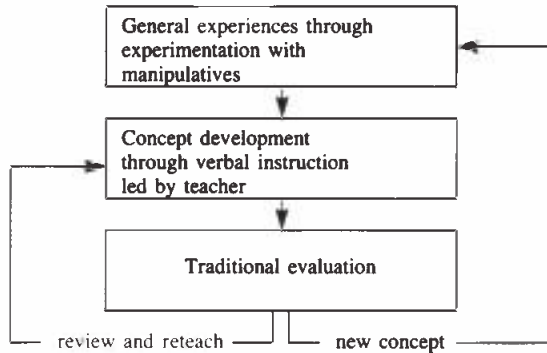 General experiences through
experimentation with
manipulatives
Concept development
through verbal instruction
led by teacher
Traditional evaluation
review and reteach
new concept